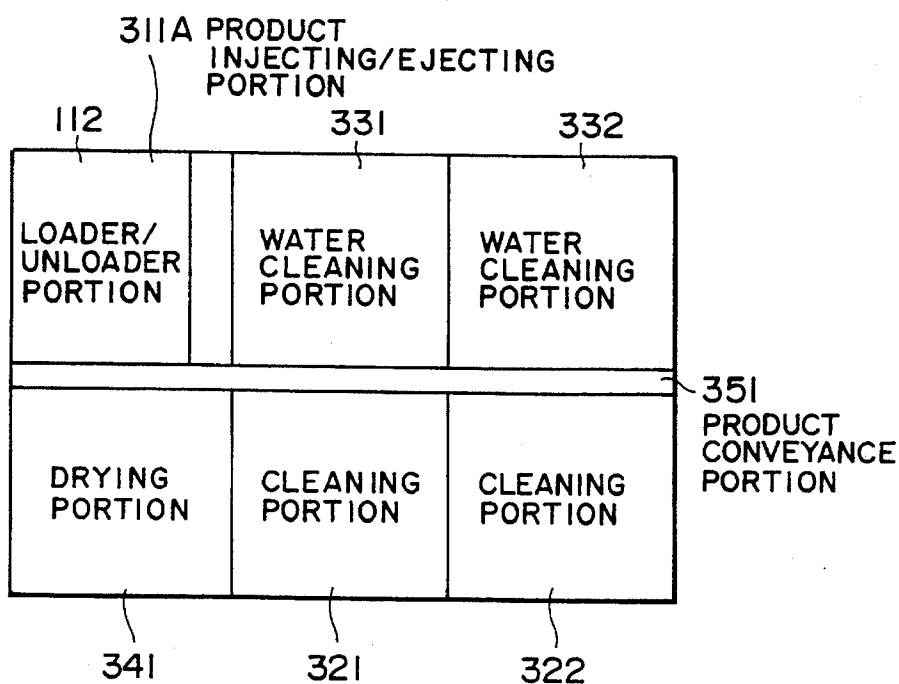 311A PRODUCT
INJECTING/EJECTING
PORTION
112
331
332
LOADER/
UNLOADER
PORTION
WATER
CLEANING
PORTION
WATER
CLEANING
PORTION
351
PRODUCT
CONVEYANCE
PORTION
DRYING
PORTION
CLEANING
PORTION
CLEANING
PORTION
341
321
322